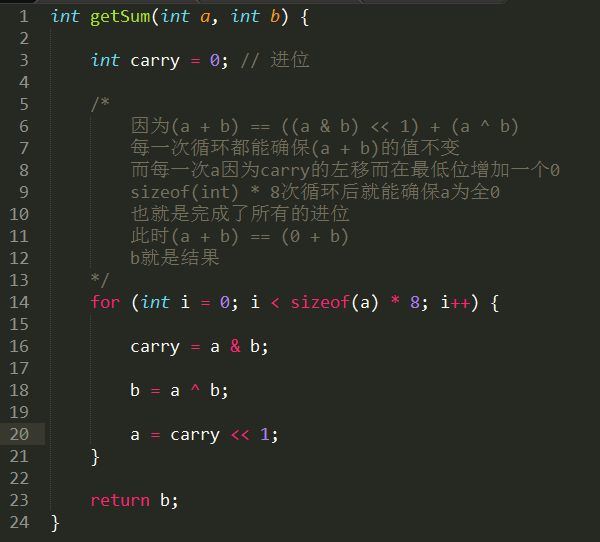 1 int getSum(int a, int b) {
2
3 int carry = 0; // 进位
4
5 /*
6 因为(a + b) == ((a & b) << 1) + (a ^ b)
7 每一次循环都能确保(a + b)的值不变
8 而每一次a因为carry的左移而在最低位增加一个0
9 sizeof(int) * 8次循环后就能确保a为全0
10 也就是完成了所有的进位
11 此时(a + b) == (0 + b)
12 b就是结果
13 */
14 for (int i = 0; i < sizeof(a) * 8; i++) {
15
16 carry = a & b;
17
18 b = a ^ b;
19
20 a = carry << 1;
21 }
22
23 return b;
24 }